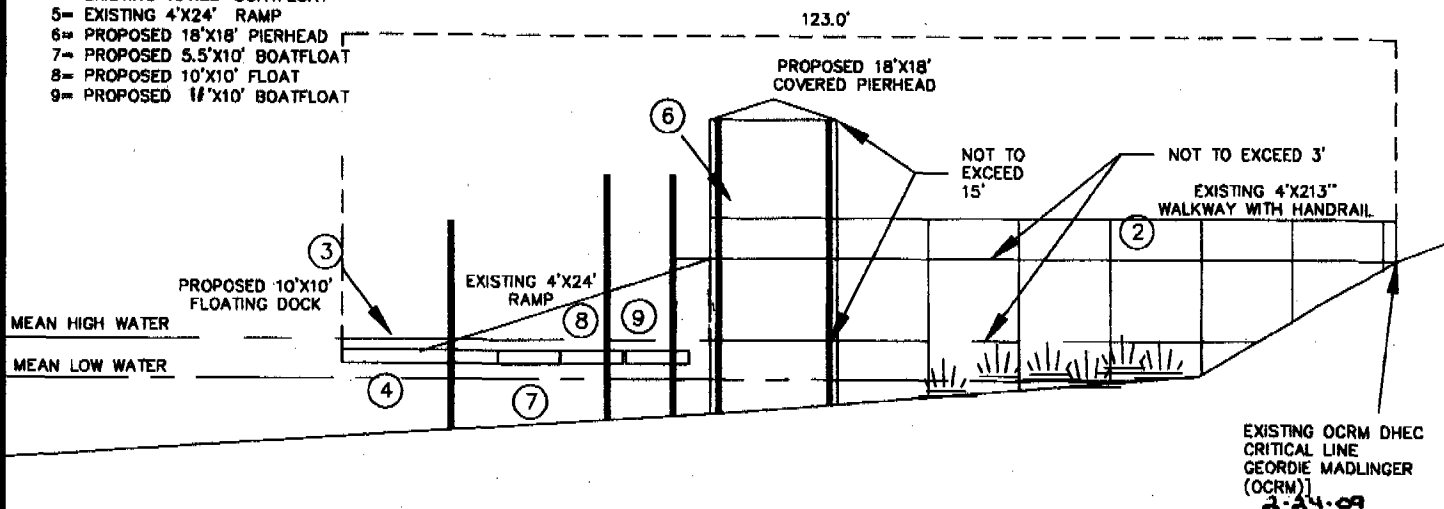 5= EXISTING 4'X24' RAMP
6= PROPOSED 18'X18' PIERHEAD
7= PROPOSED 5.5'X10' BOATFLOAT
8= PROPOSED 10'X10' FLOAT
9= PROPOSED 11'X10' BOATFLOAT
123.0'
PROPOSED 18'X18'
COVERED PIERHEAD
6
NOT TO
EXCEED
15'
NOT TO EXCEED 3'
EXISTING 4'X213"
WALKWAY WITH HANDRAIL
2
3
PROPOSED 10'X10'
FLOATING DOCK
EXISTING 4'X24'
RAMP
8
9
MEAN HIGH WATER
MEAN LOW WATER
4
7
EXISTING OCRM DHEC
CRITICAL LINE
GEORDIE MADLINGER
(OCRM)]
2-24-09